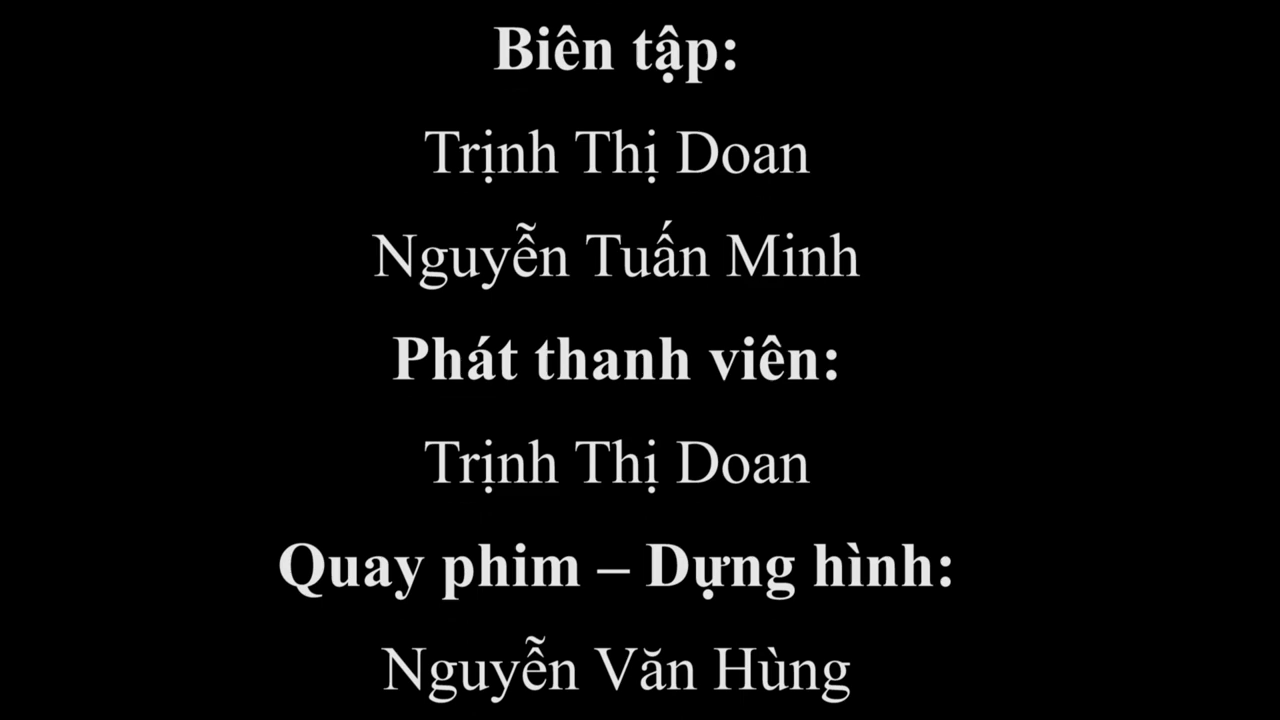 Biên tập:
Trịnh Thị Doan
Nguyễn Tuấn Minh
Phát thanh viên:
Trịnh Thị Doan
Quay phim – Dựng hình:
Nguyễn Văn Hùng